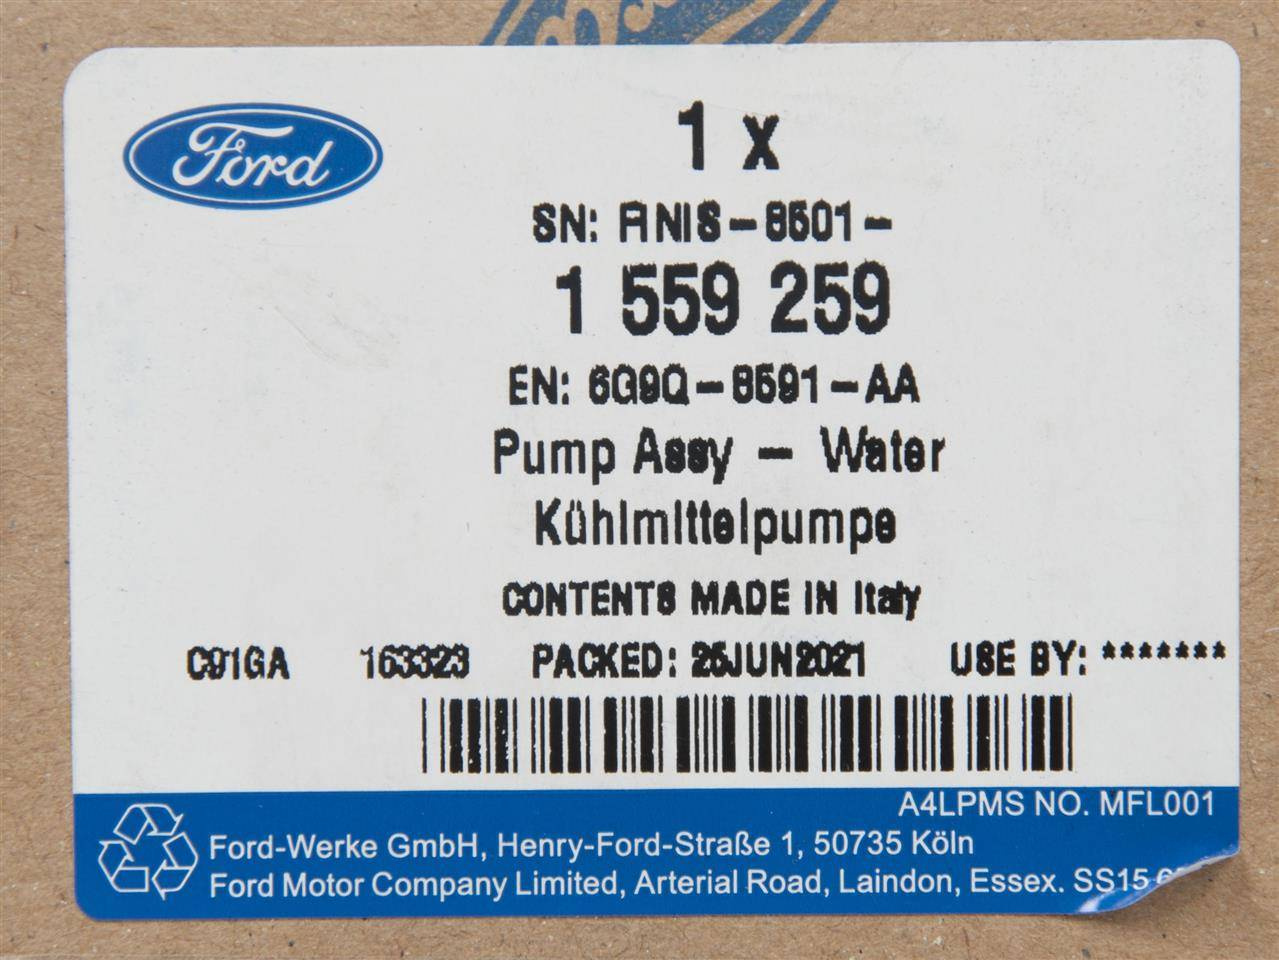 Ford
1 x
SN: RNIS-8501-
1 559 259
EN: 6G9Q-8591-AA
Pump Assy - Water
Kühlmittelpumpe
CONTENTS MADE IN Italy
C91GA 163323 PACKED: 25JUN2021 USE BY: *******
A4LPMS NO. MFL001
Ford-Werke GmbH, Henry-Ford-Straße 1, 50735 Köln
Ford Motor Company Limited, Arterial Road, Laindon, Essex. SS15